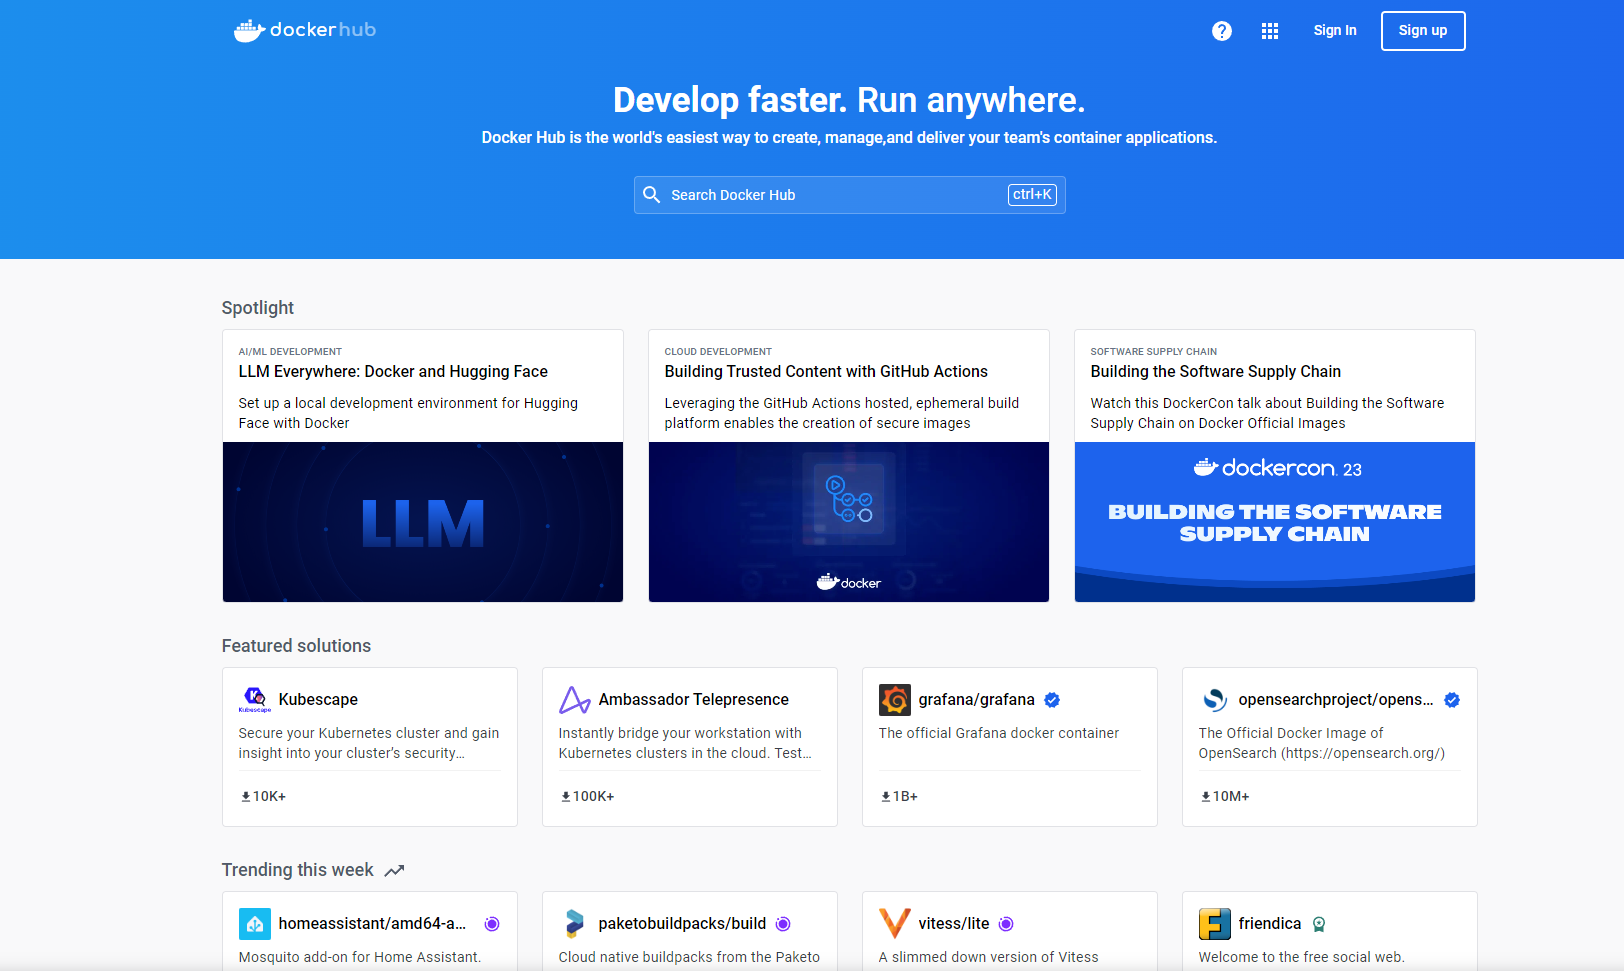 dockerhub
Sign In
Sign up
Develop faster. Run anywhere.
Docker Hub is the world's easiest way to create, manage,and deliver your team's container applications.
Search Docker Hub
ctrl+K
Spotlight
AI/ML DEVELOPMENT
LLM Everywhere: Docker and Hugging Face
Set up a local development environment for Hugging
Face with Docker
LLM
CLOUD DEVELOPMENT
Building Trusted Content with GitHub Actions
Leveraging the GitHub Actions hosted, ephemeral build
platform enables the creation of secure images
docker
SOFTWARE SUPPLY CHAIN
Building the Software Supply Chain
Watch this DockerCon talk about Building the Software
Supply Chain on Docker Official Images
dockercon. 23
BUILDING THE SOFTWARE
SUPPLY CHAIN
Featured solutions
Kubescape
Kubescape
Secure your Kubernetes cluster and gain
insight into your cluster’s security…
10K+
Ambassador Telepresence
Instantly bridge your workstation with
Kubernetes clusters in the cloud. Test…
100K+
grafana/grafana
The official Grafana docker container
1B+
opensearchproject/opens…
The Official Docker Image of
OpenSearch (https://opensearch.org/)
10M+
Trending this week
homeassistant/amd64-a…
Mosquito add-on for Home Assistant.
paketobuildpacks/build
Cloud native buildpacks from the Paketo
vitess/lite
A slimmed down version of Vitess
friendica
Welcome to the free social web.